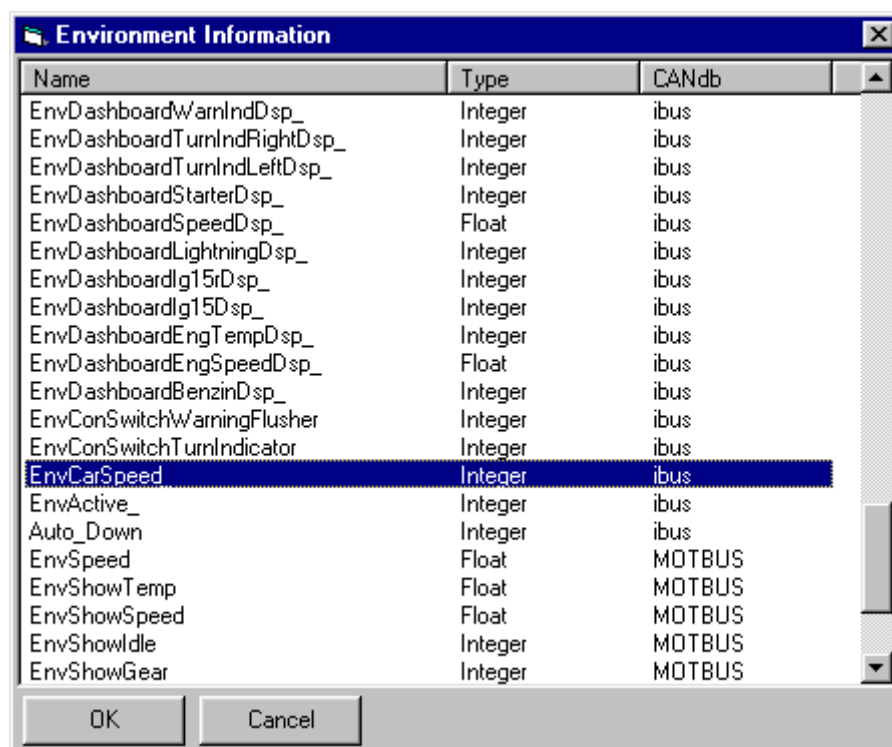 Environment Information
Name Type CANdb
EnvDashboardWarnIndDsp_ Integer ibus
EnvDashboardTurnIndRightDsp_ Integer ibus
EnvDashboardTurnIndLeftDsp_ Integer ibus
EnvDashboardStarterDsp_ Integer ibus
EnvDashboardSpeedDsp_ Float ibus
EnvDashboardLightningDsp_ Integer ibus
EnvDashboardIg15rDsp_ Integer ibus
EnvDashboardIg15Dsp_ Integer ibus
EnvDashboardEngTempDsp_ Integer ibus
EnvDashboardEngSpeedDsp_ Float ibus
EnvDashboardBenzinDsp_ Integer ibus
EnvConSwitchWarningFlusher Integer ibus
EnvConSwitchTurnIndicator Integer ibus
EnvCarSpeed_ Integer ibus
EnvActive_ Integer ibus
Auto_Down Integer ibus
EnvSpeed Float MOTBUS
EnvShowTemp Float MOTBUS
EnvShowSpeed Float MOTBUS
EnvShowIdle Integer MOTBUS
EnvShowGear Integer MOTBUS
OK Cancel